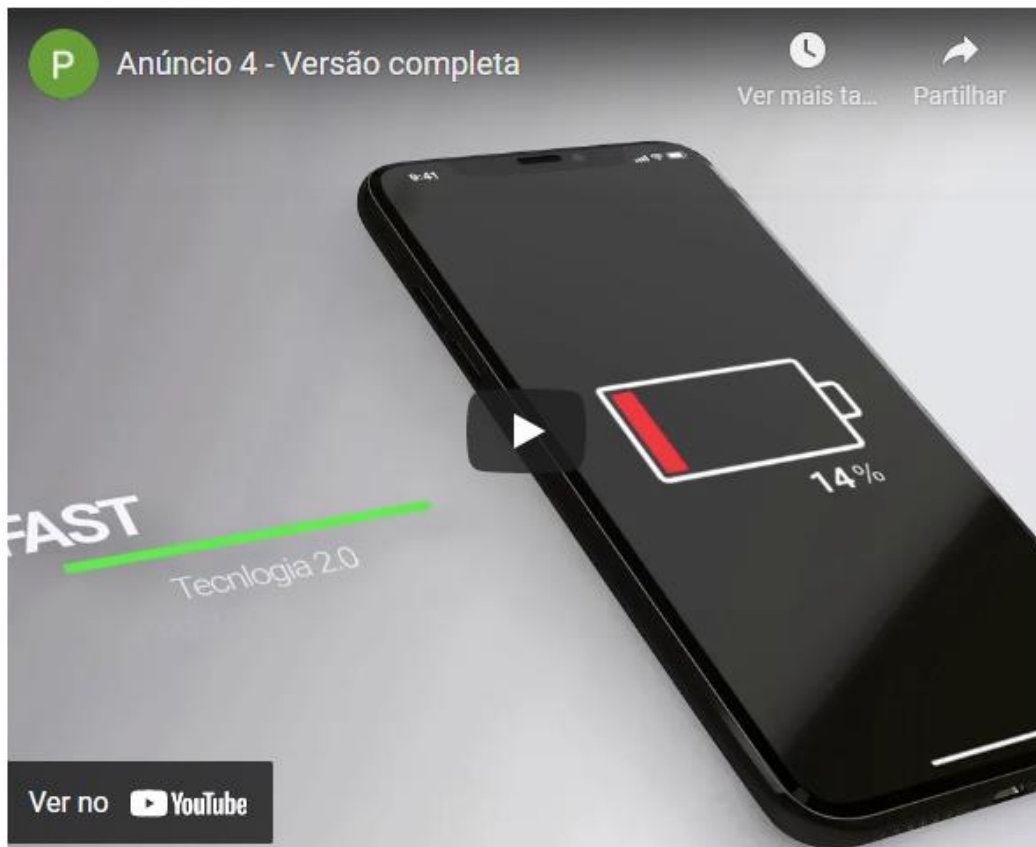 P
Anúncio 4 - Versão completa
Ver mais ta...
Partilhar
9:41
14%
FAST
Tecnlogia 2.0
Ver no YouTube